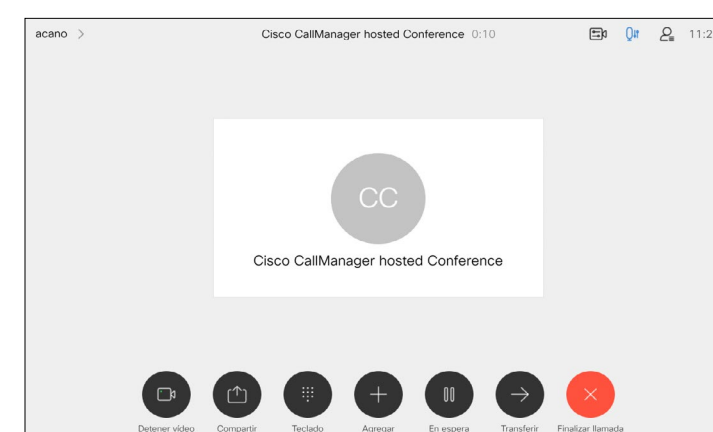 acano >
Cisco CallManager hosted Conference 0:10
11:2
CC
Cisco CallManager hosted Conference
Detener vídeo
Compartir
Teclado
Agregar
En espera
Transferir
Finalizar llamada